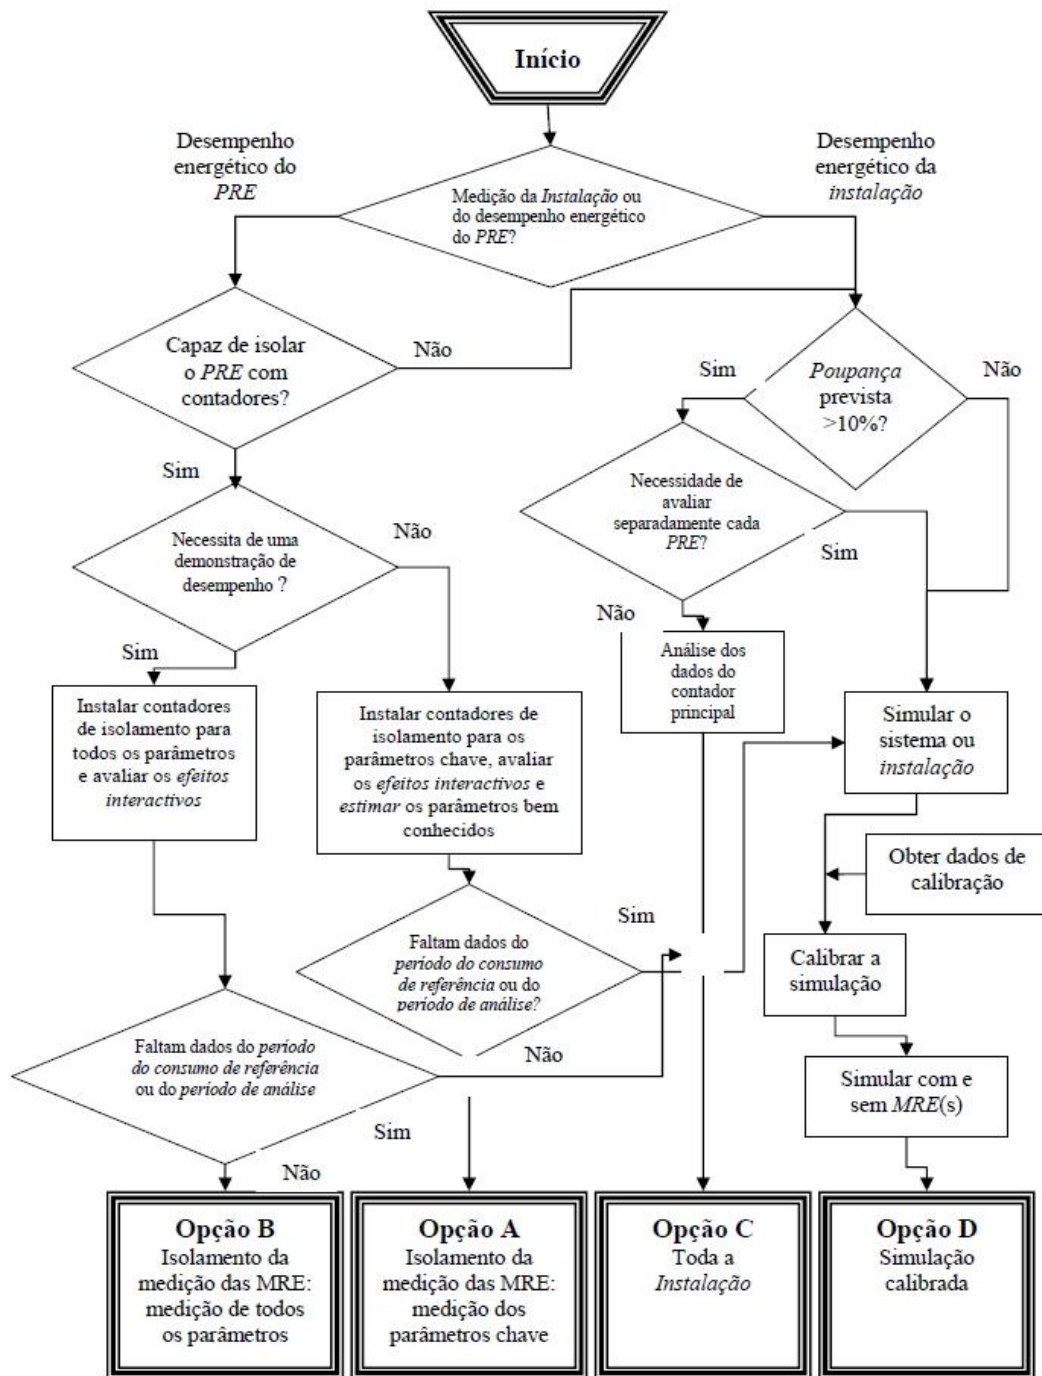 Início
Desempenho
energético do
PRE
Desempenho
energético da
instalação
Medição da Instalação ou
do desempenho energético
do PRE?
Capaz de isolar
o PRE com
contadores?
Não
Sim
Poupança
prevista
>10%?
Não
Sim
Necessidade de
avaliar
separadamente cada
PRE?
Sim
Não
Necessita de uma
demonstração de
desempenho ?
Não
Sim
Análise dos
dados do
contador
principal
Instalar contadores
de isolamento para
todos os parâmetros
e avaliar os efeitos
interactivos
Instalar contadores de
isolamento para os
parâmetros chave, avaliar
os efeitos interactivos e
estimar os parâmetros bem
conhecidos
Simular o
sistema ou
instalação
Obter dados de
calibração
Sim
Faltam dados do
período do consumo
de referência ou do
período de análise?
Não
Calibrar a
simulação
Faltam dados do período
do consumo de referência
ou do período de análise
Sim
Não
Simular com e
sem MRE(s)
Opção B
Isolamento da
medição das MRE:
medição de todos
os parâmetros
Opção A
Isolamento da
medição das MRE:
medição dos
parâmetros chave
Opção C
Toda a
Instalação
Opção D
Simulação
calibrada